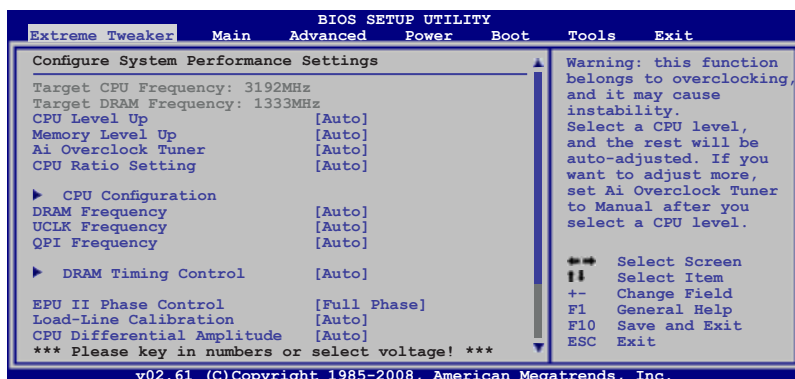 BIOS SETUP UTILITY
Extreme Tweaker Main Advanced Power Boot Tools Exit
Configure System Performance Settings
Target CPU Frequency: 3192MHz
Target DRAM Frequency: 1333MHz
CPU Level Up [Auto]
Memory Level Up [Auto]
Ai Overclock Tuner [Auto]
CPU Ratio Setting [Auto]
CPU Configuration
DRAM Frequency [Auto]
UCLK Frequency [Auto]
QPI Frequency [Auto]
DRAM Timing Control [Auto]
EPU II Phase Control [Full Phase]
Load-Line Calibration [Auto]
CPU Differential Amplitude [Auto]
*** Please key in numbers or select voltage! ***
Warning: this function
belongs to overclocking,
and it may cause
instability.
Select a CPU level,
and the rest will be
auto-adjusted. If you
want to adjust more,
set Ai Overclock Tuner
to Manual after you
select a CPU level.
←→ Select Screen
↑↓ Select Item
+- Change Field
F1 General Help
F10 Save and Exit
ESC Exit
v02.61 (C)Copyright 1985-2008, American Megatrends, Inc.